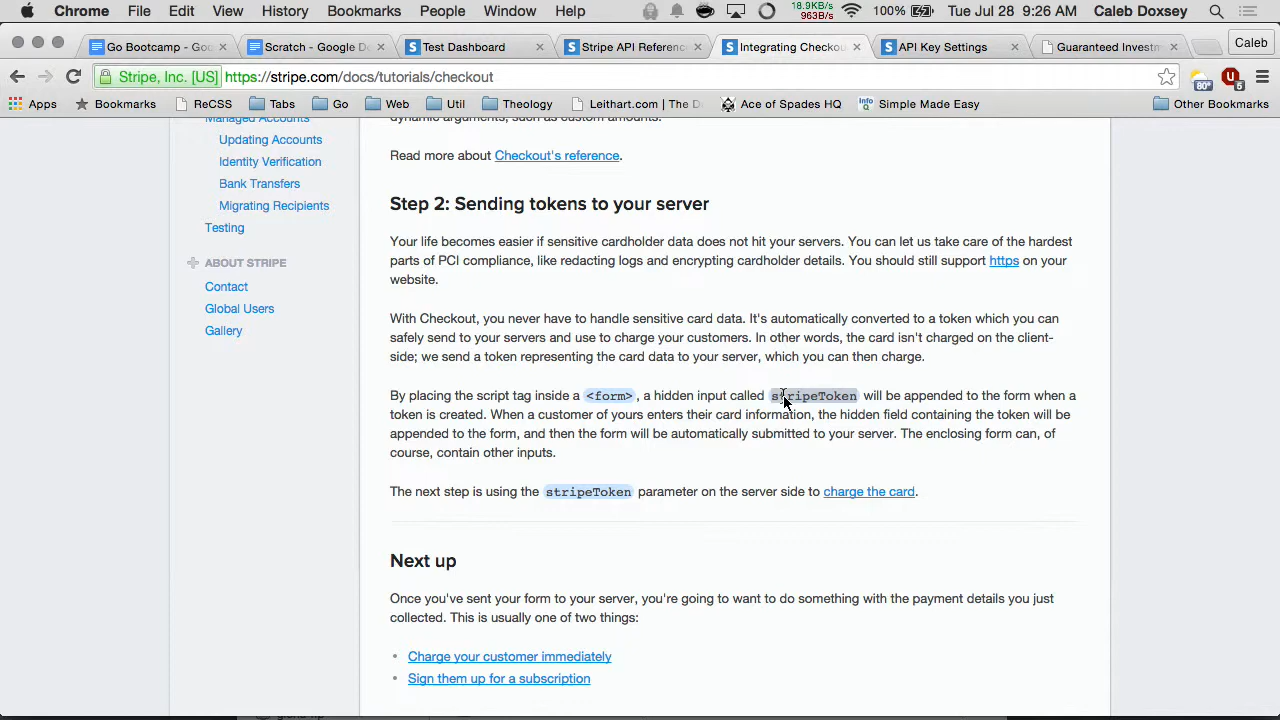 Chrome File Edit View History Bookmarks People Window Help 18.9KB/s 963B/s 100% Tue Jul 28 9:26 AM Caleb Doxsey
Go Bootcamp - Go Scratch - Google D Test Dashboard Stripe API Referenc Integrating Checkou API Key Settings Guaranteed Investm Caleb
Stripe, Inc. [US] https://stripe.com/docs/tutorials/checkout 80° 5
Apps Bookmarks ReCSS Tabs Go Web Util Theology Leithart.com | The D Ace of Spades HQ Info Simple Made Easy Other Bookmarks
Managed Accounts
Updating Accounts
Identity Verification
Bank Transfers
Migrating Recipients
Testing
ABOUT STRIPE
Contact
Global Users
Gallery
dynamic arguments, such as custom amounts.
Read more about Checkout's reference.
Step 2: Sending tokens to your server
Your life becomes easier if sensitive cardholder data does not hit your servers. You can let us take care of the hardest
parts of PCI compliance, like redacting logs and encrypting cardholder details. You should still support https on your
website.
With Checkout, you never have to handle sensitive card data. It's automatically converted to a token which you can
safely send to your servers and use to charge your customers. In other words, the card isn't charged on the client-
side; we send a token representing the card data to your server, which you can then charge.
By placing the script tag inside a <form>, a hidden input called stripeToken will be appended to the form when a
token is created. When a customer of yours enters their card information, the hidden field containing the token will be
appended to the form, and then the form will be automatically submitted to your server. The enclosing form can, of
course, contain other inputs.
The next step is using the stripeToken parameter on the server side to charge the card.
Next up
Once you've sent your form to your server, you're going to want to do something with the payment details you just
collected. This is usually one of two things:
• Charge your customer immediately
• Sign them up for a subscription